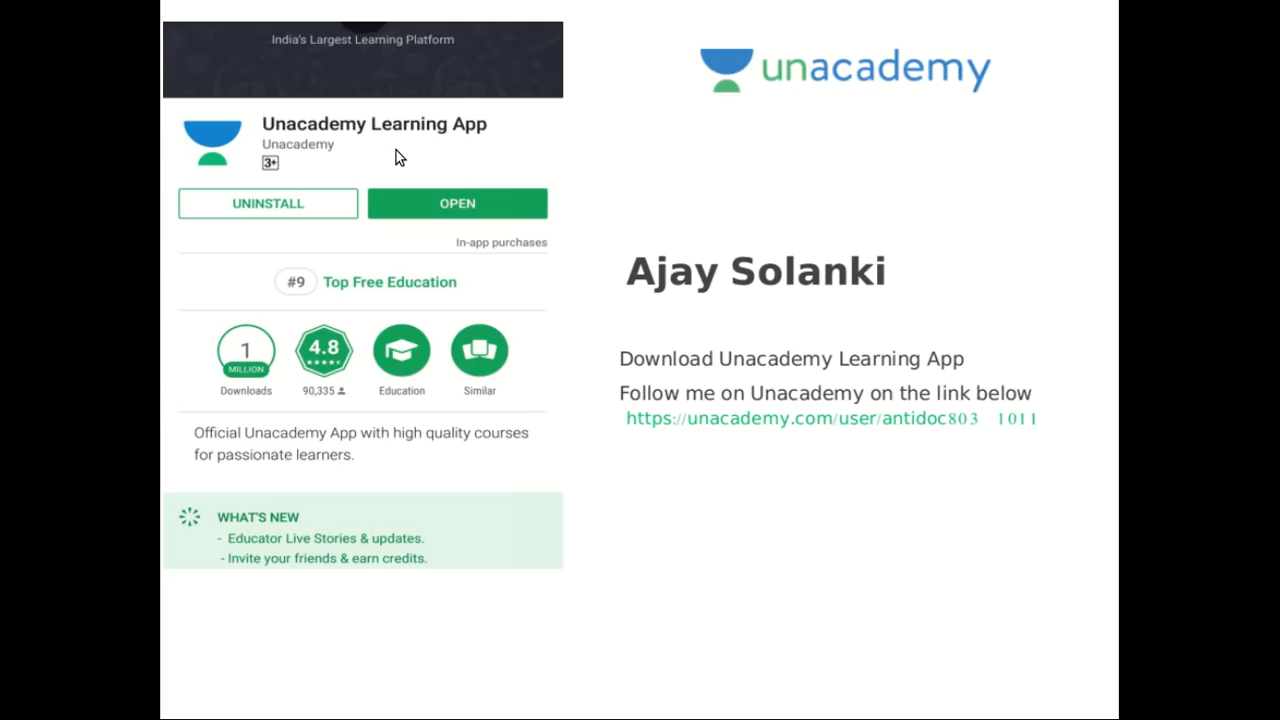 India's Largest Learning Platform
Unacademy Learning App
Unacademy
3+
UNINSTALL
OPEN
In-app purchases
#9 Top Free Education
1
MILLION
Downloads
4.8
90,335
Education
Similar
Official Unacademy App with high quality courses
for passionate learners.
WHAT'S NEW
- Educator Live Stories & updates.
- Invite your friends & earn credits.
unacademy
Ajay Solanki
Download Unacademy Learning App
Follow me on Unacademy on the link below
https://unacademy.com/user/antidoc803 1011